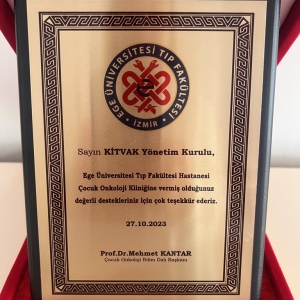 EGE ÜNİVERSİTESİ TIP FAKÜLTESİ
İZMİR
Sayın KİTVAK Yönetim Kurulu,
Ege Üniversitesi Tıp Fakültesi Hastanesi
Çocuk Onkoloji Kliniğine vermiş olduğunuz
değerli destekleriniz için çok teşekkür ederiz.
27.10.2023
Prof.Dr.Mehmet KANTAR
Çocuk Onkoloji Bilim Dalı Başkanı